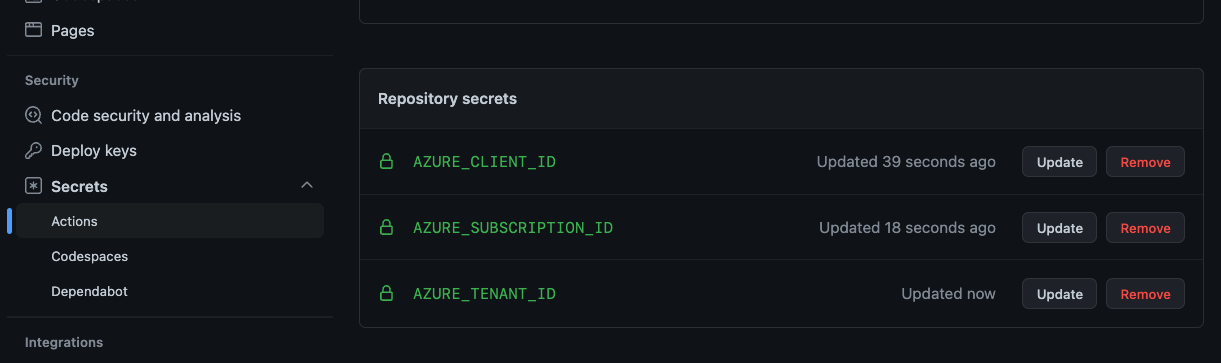 Pages
Security
Code security and analysis
Deploy keys
Secrets
Actions
Codespaces
Dependabot
Integrations
Repository secrets
AZURE_CLIENT_ID Updated 39 seconds ago Update Remove
AZURE_SUBSCRIPTION_ID Updated 18 seconds ago Update Remove
AZURE_TENANT_ID Updated now Update Remove